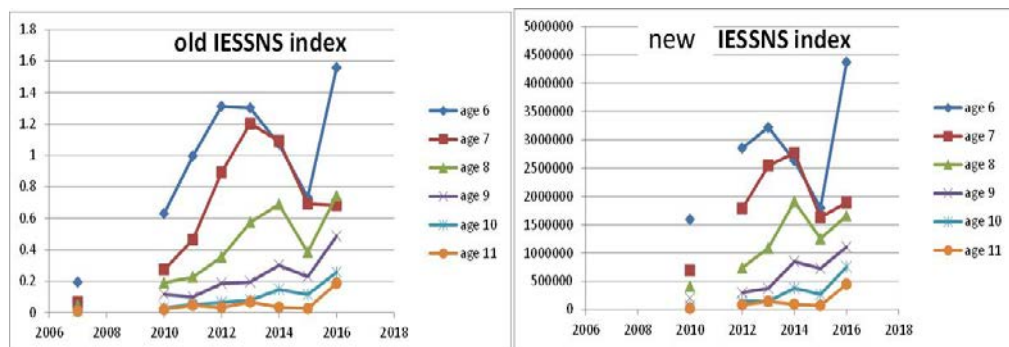 old IESSNS index
1.8
1.6
1.4
1.2
1
0.8
0.6
0.4
0.2
0
2006
2008
2010
2012
2014
2016
2018
age 6
age 7
age 8
age 9
age 10
age 11
new IESSNS index
5000000
4500000
4000000
3500000
3000000
2500000
2000000
1500000
1000000
500000
0
2006
2008
2010
2012
2014
2016
2018
age 6
age 7
age 8
age 9
age 10
age 11